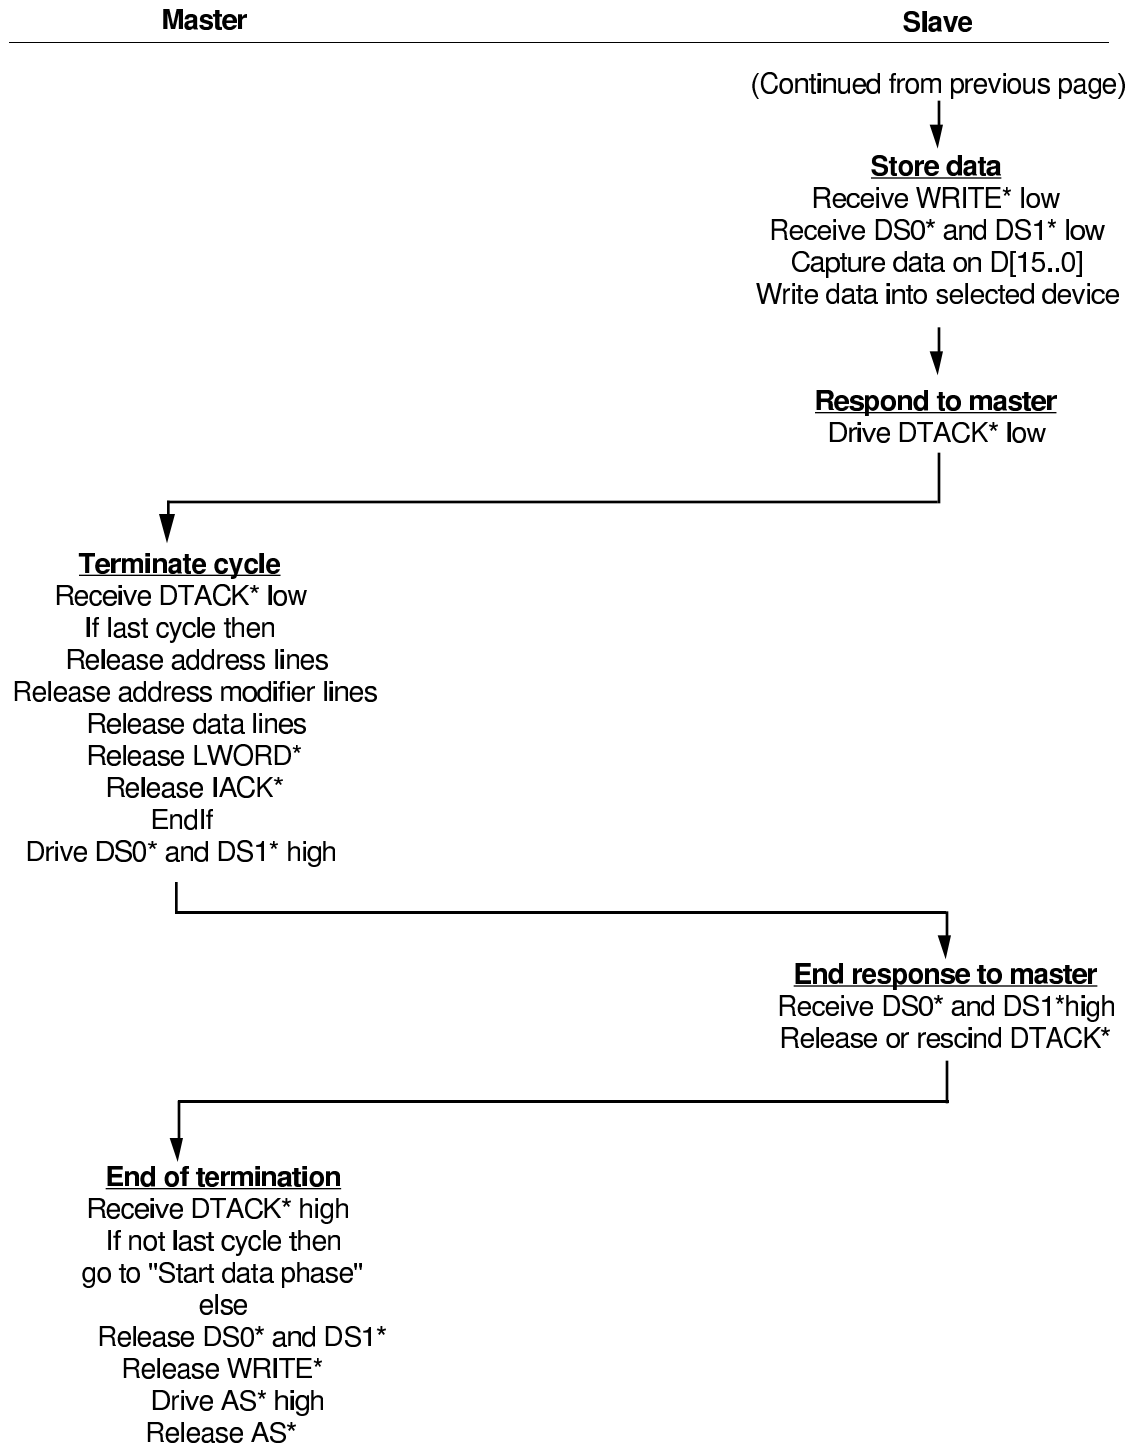 Master
Slave
(Continued from previous page)
Store data
Receive WRITE* low
Receive DS0* and DS1* low
Capture data on D[15..0]
Write data into selected device
Respond to master
Drive DTACK* low
Terminate cycle
Receive DTACK* low
If last cycle then
Release address lines
Release address modifier lines
Release data lines
Release LWORD*
Release IACK*
EndIf
Drive DS0* and DS1* high
End response to master
Receive DS0* and DS1*high
Release or rescind DTACK*
End of termination
Receive DTACK* high
If not last cycle then
go to "Start data phase"
else
Release DS0* and DS1*
Release WRITE*
Drive AS* high
Release AS*